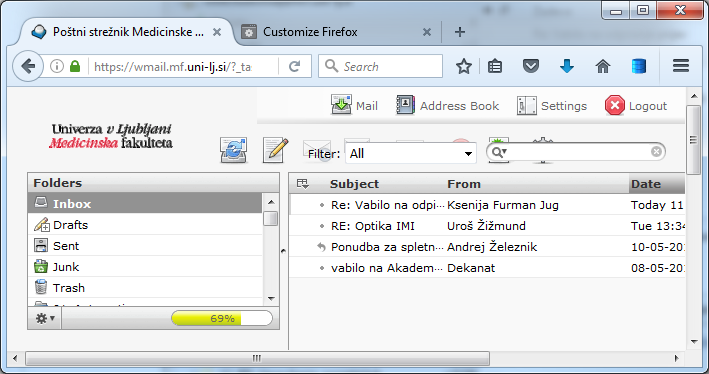 Poštni strežnik Medicinske ...
Customize Firefox
https://wmail.mf.uni-lj.si/?_ta
Search
Mail
Address Book
Settings
Logout
Univerza v Ljubljani
Medicinska fakulteta
Filter:
All
Folders
Inbox
Drafts
Sent
Junk
Trash
69%
Subject From Date
Re: Vabilo na odpi··· Ksenija Furman Jug Today 11
RE: Optika IMI Uroš Žižmund Tue 13:34
Ponudba za spletn··· Andrej Železnik 10-05-20
vabilo na Akadem··· Dekanat 08-05-20